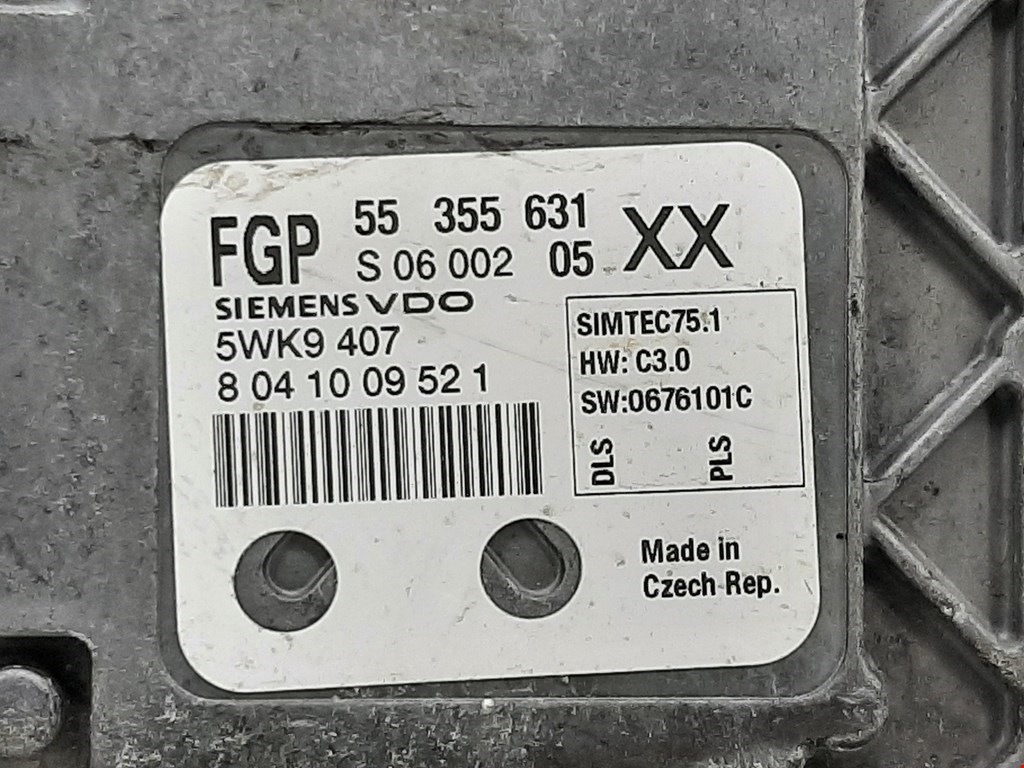 FGP 55 355 631 XX
S 06 002 05
SIEMENS VDO
5WK9 407
8 04 10 09 52 1
SIMTEC75.1
HW: C3.0
SW:0676101C
DLS PLS
Made in
Czech Rep.